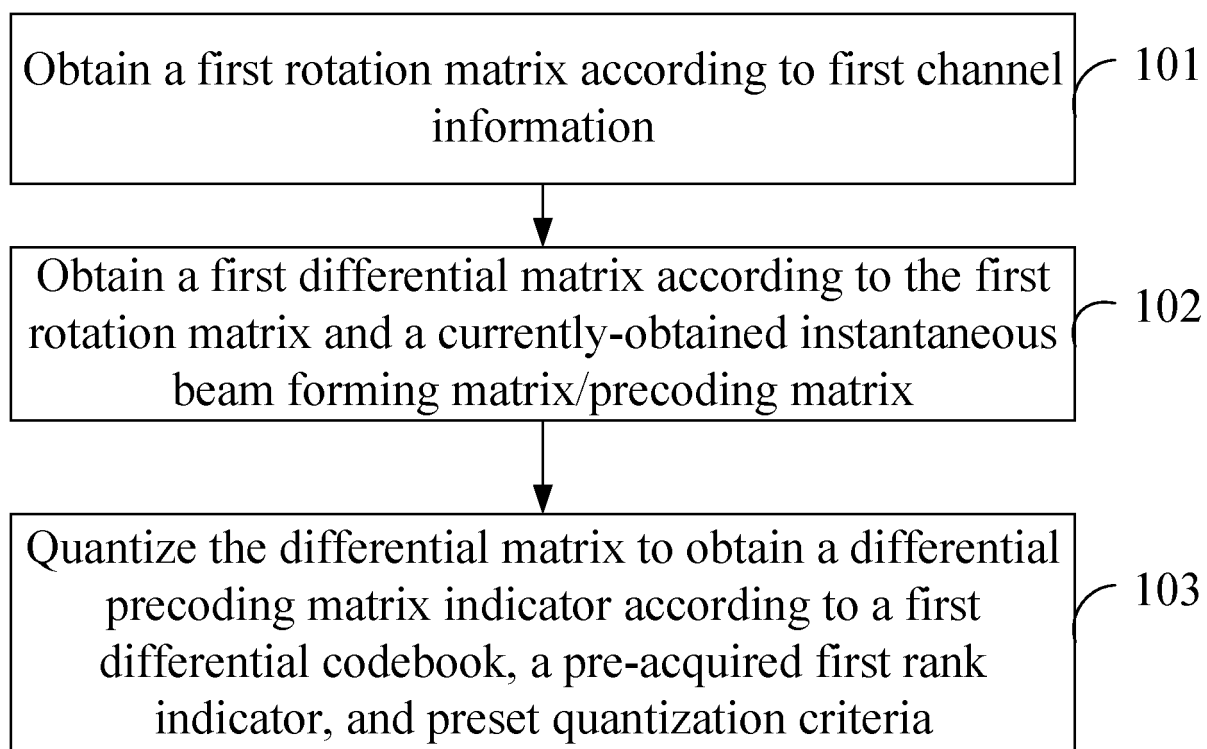 Obtain a first rotation matrix according to first channel
information
101
Obtain a first differential matrix according to the first
rotation matrix and a currently-obtained instantaneous
beam forming matrix/precoding matrix
102
Quantize the differential matrix to obtain a differential
precoding matrix indicator according to a first
differential codebook, a pre-acquired first rank
indicator, and preset quantization criteria
103